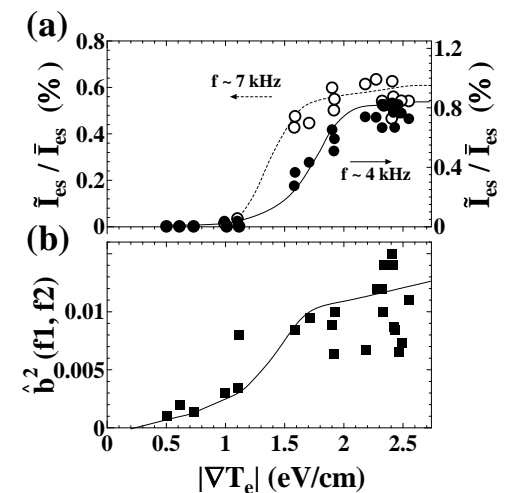 (a)
0.8
0.6
0.4
0.2
0
Ĩes / Īes (%)
f ~ 7 kHz
f ~ 4 kHz
1.2
0.8
0.4
0
Ĩes / Īes (%)
(b)
0.01
0.005
0
b̂² (f1, f2)
0 0.5 1 1.5 2 2.5
|∇Te| (eV/cm)